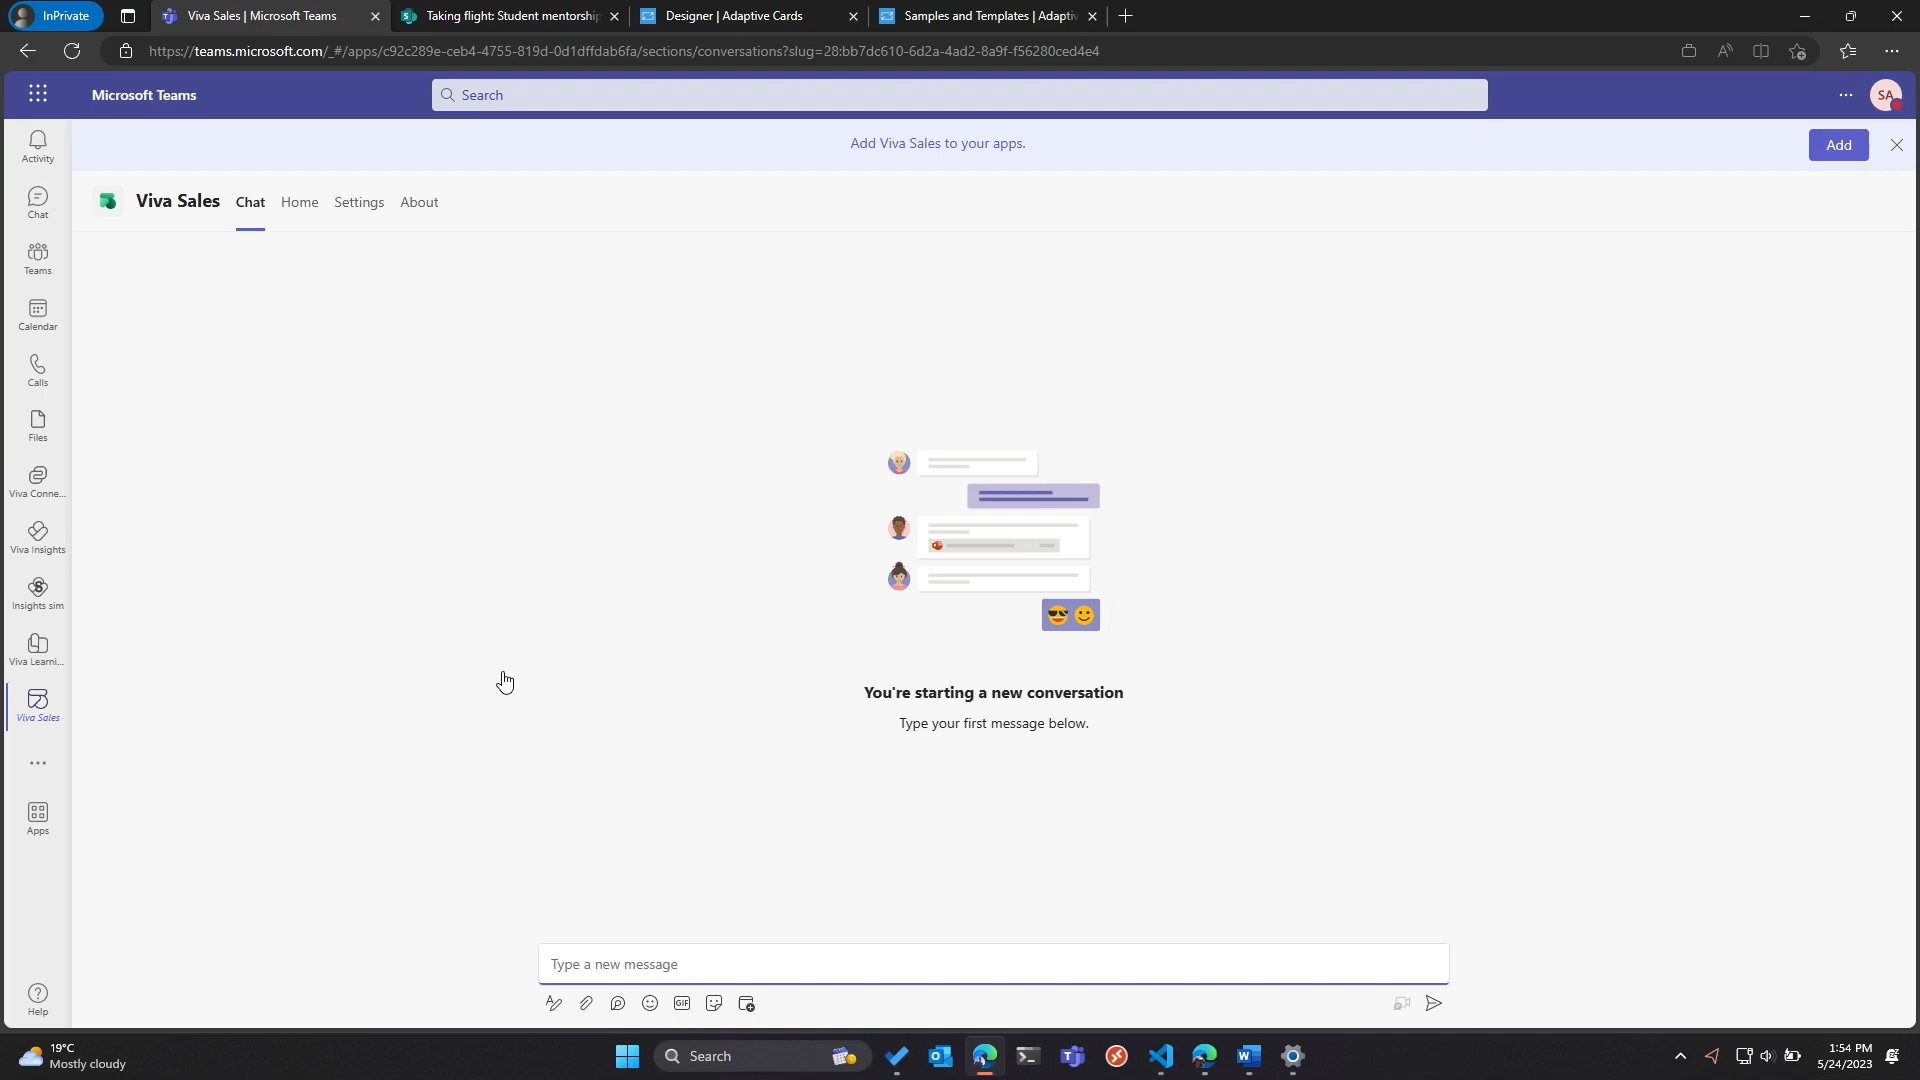 InPrivate
Viva Sales | Microsoft Teams
Taking flight: Student mentorship
Designer | Adaptive Cards
Samples and Templates | Adaptiv
https://teams.microsoft.com/_#/apps/c92c289e-ceb4-4755-819d-0d1dffdab6fa/sections/conversations?slug=28:bb7dc610-6d2a-4ad2-8a9f-f56280ced4e4
Microsoft Teams
Search
SA
Add Viva Sales to your apps.
Add
Viva Sales
Chat
Home
Settings
About
Activity
Chat
Teams
Calendar
Calls
Files
Viva Conne...
Viva Insights
Insights sim
Viva Learni...
Viva Sales
Apps
Help
You're starting a new conversation
Type your first message below.
Type a new message
GIF
19°C
Mostly cloudy
Search
1:54 PM
5/24/2023